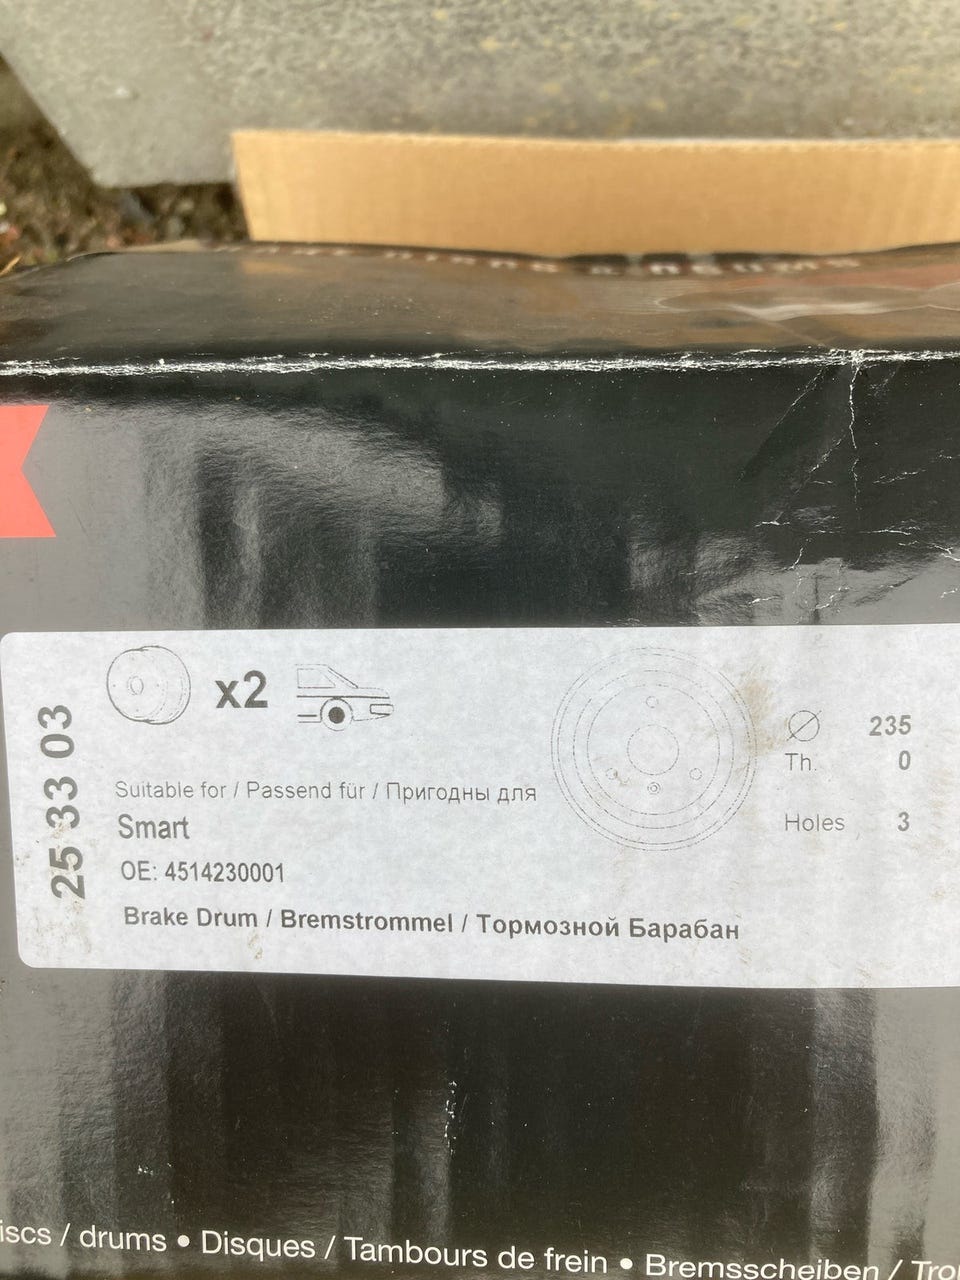 25 33 03
x2
235
Th. 0
Holes 3
Suitable for / Passend für / Пригодны для
Smart
OE: 4514230001
Brake Drum / Bremstrommel / Тормозной Барабан
iscs / drums • Disques / Tambours de frein • Bremsscheiben / Tro